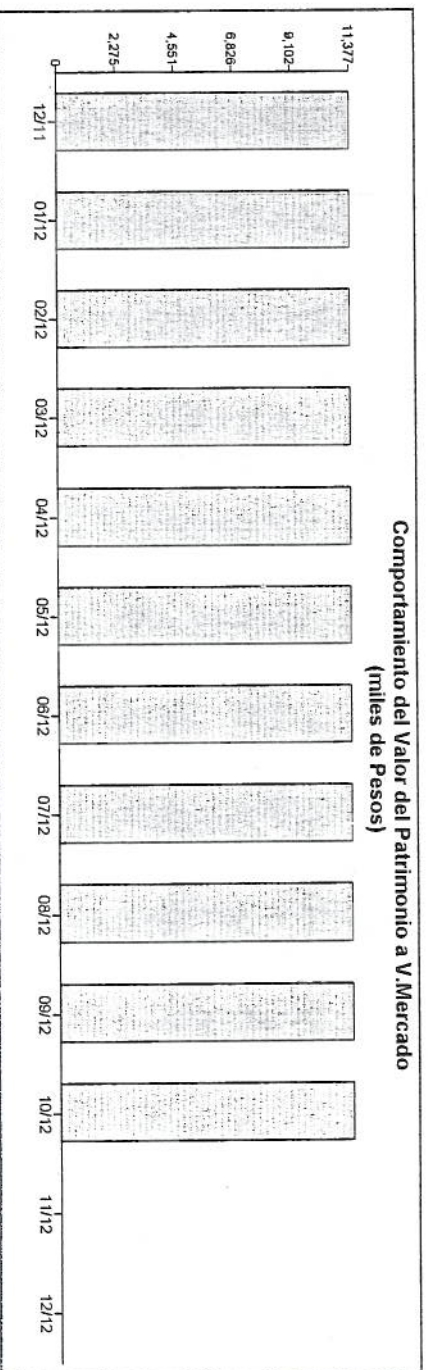 Comportamiento del Valor del Patrimonio a V.Mercado
(miles de Pesos)
11,377
9,102
6,826
4,551
2,275
0
12/11 01/12 02/12 03/12 04/12 05/12 06/12 07/12 08/12 09/12 10/12 11/12 12/12